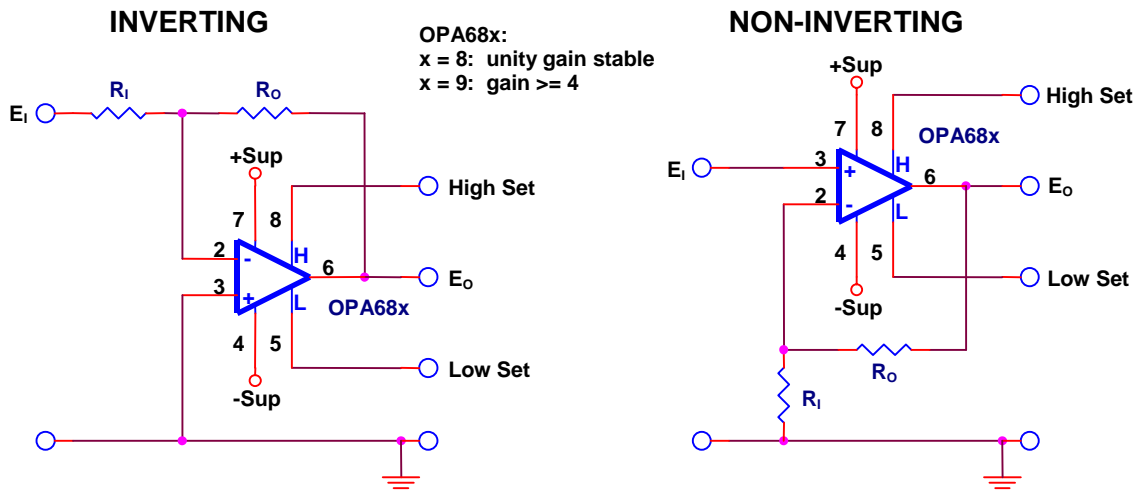 INVERTING
OPA68x:
x = 8: unity gain stable
x = 9: gain >= 4
E_I
R_I
R_O
+Sup
7
8
High Set
2
-
H
6
E_O
3
+
L
OPA68x
4
5
Low Set
-Sup
NON-INVERTING
+Sup
High Set
7
8
OPA68x
E_I
3
+
H
6
E_O
2
-
L
4
5
Low Set
-Sup
R_O
R_I